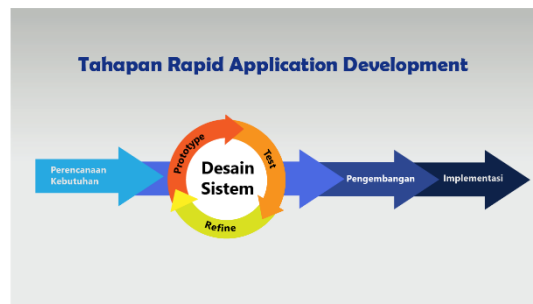 Tahapan Rapid Application Development
Perencanaan
Kebutuhan
Prototype
Desain
Sistem
Test
Refine
Pengembangan
Implementasi